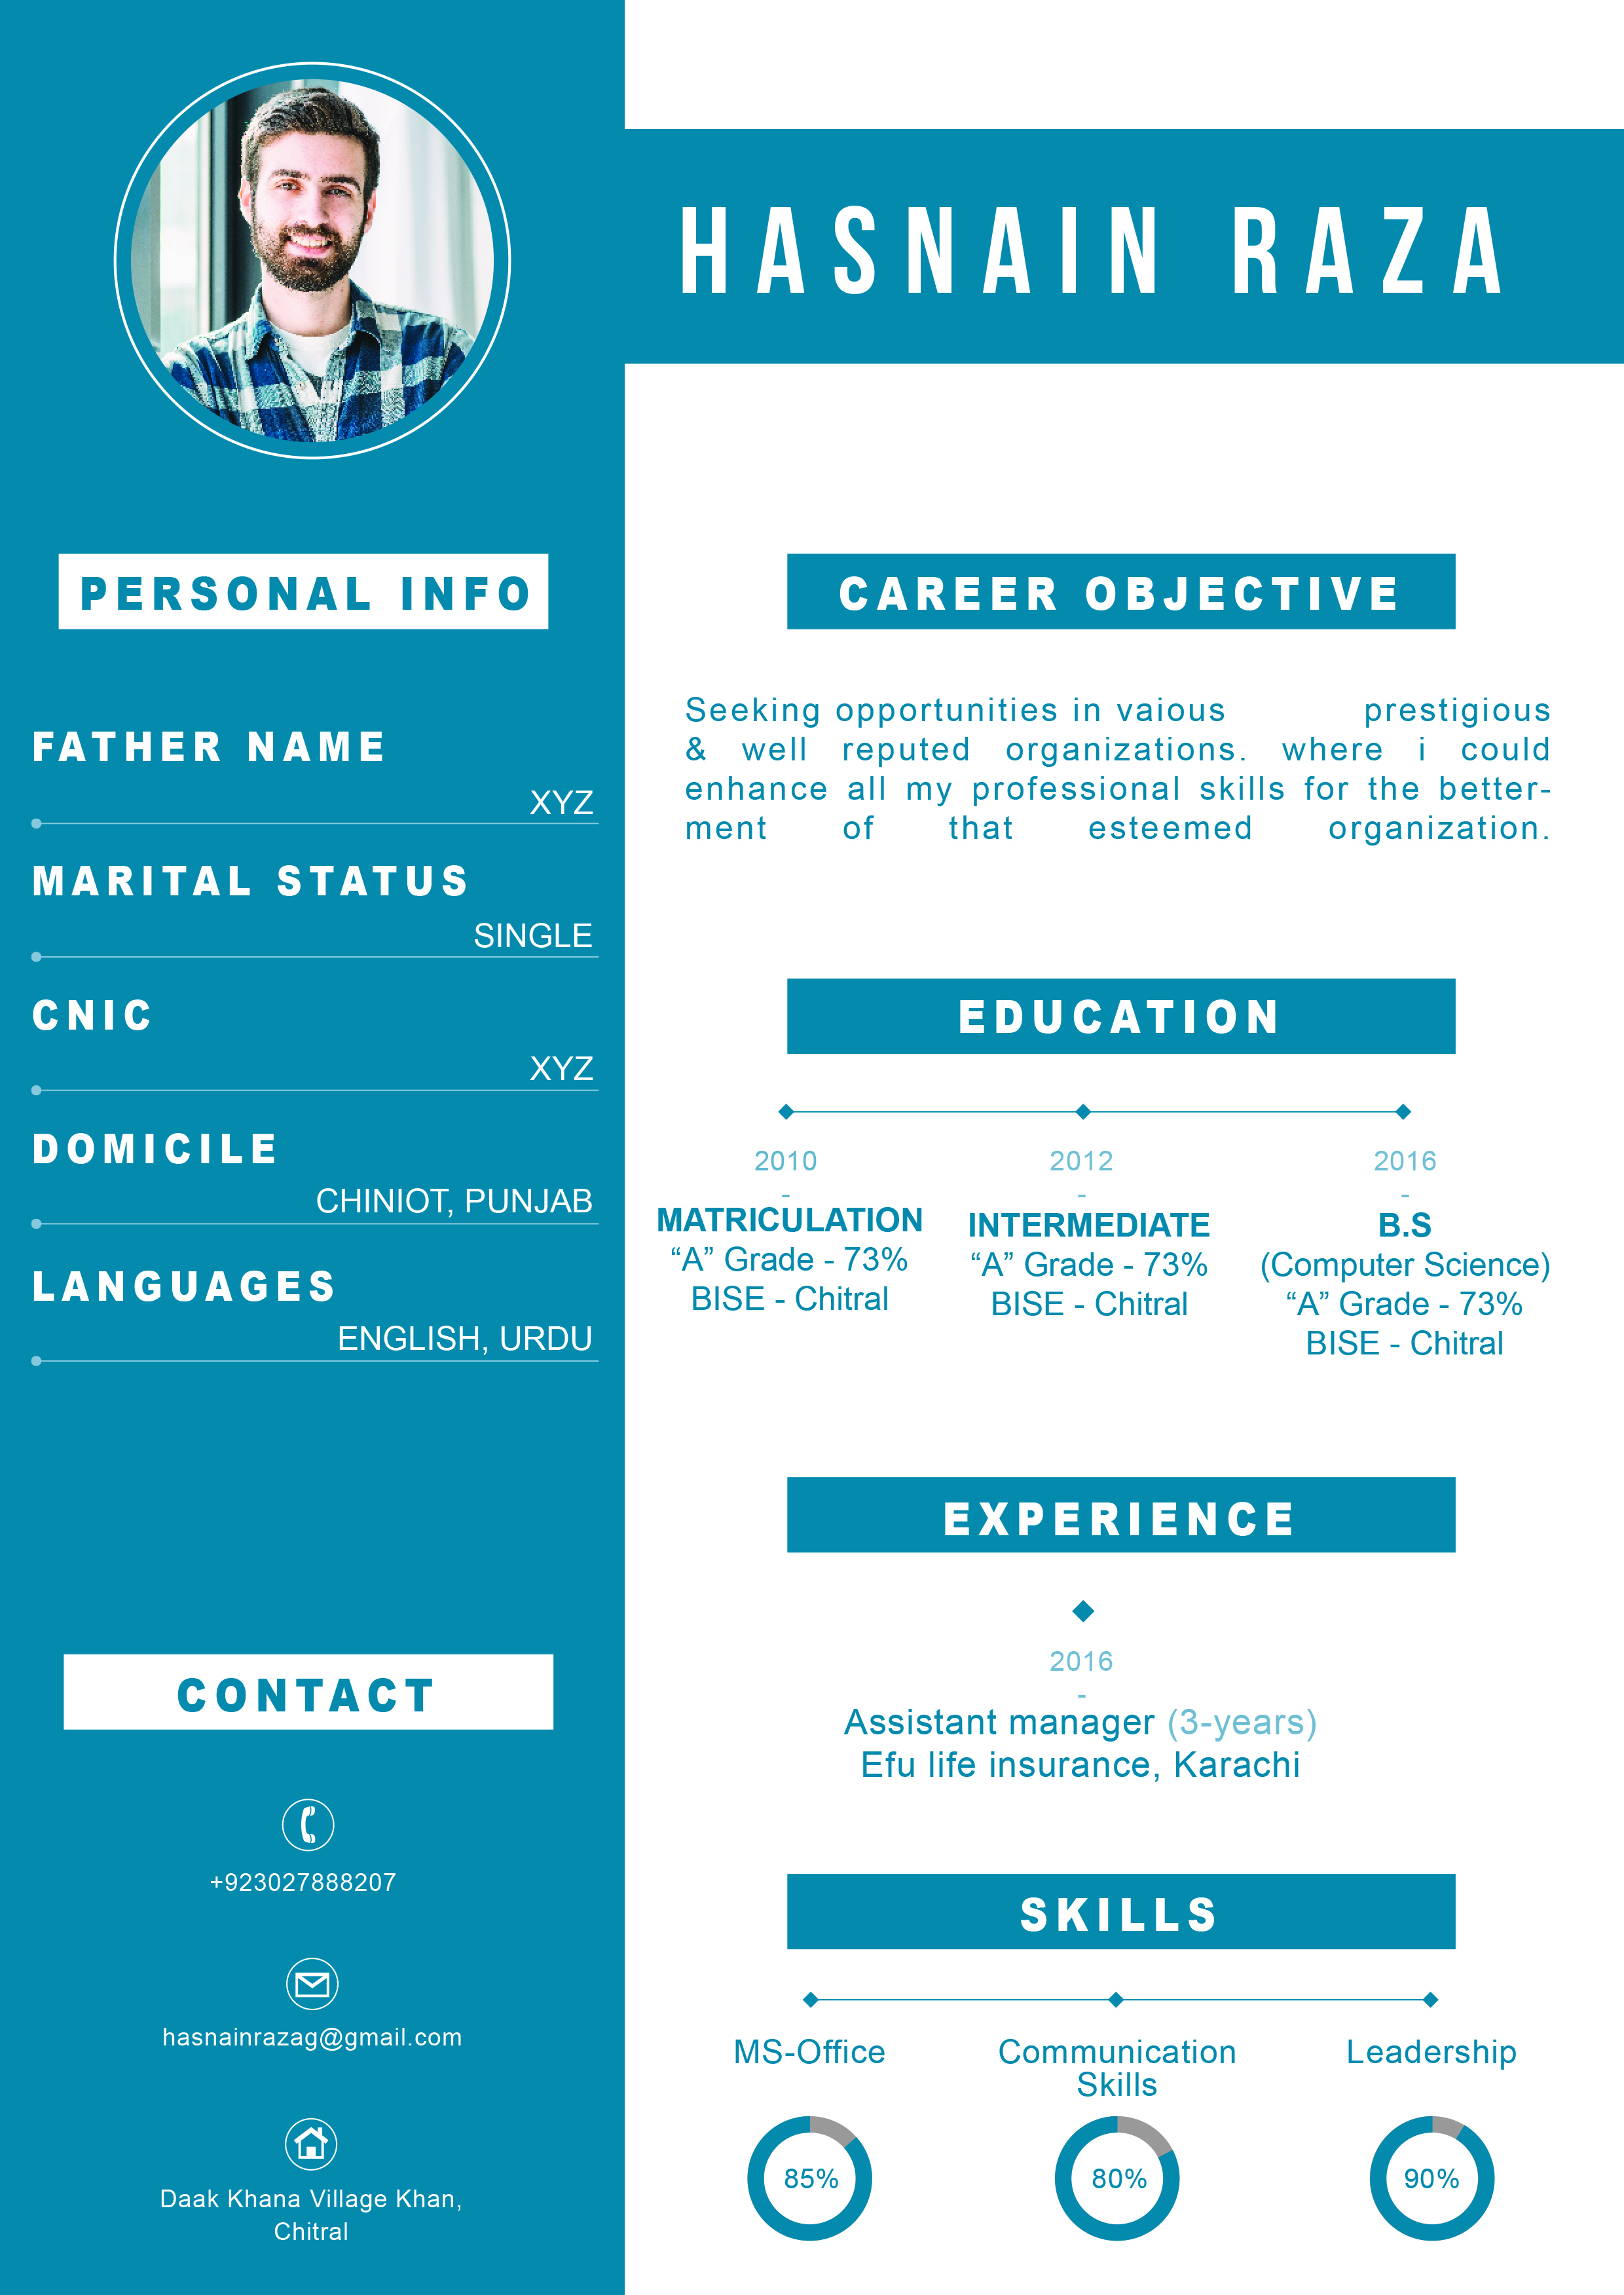 HASNAIN RAZA
PERSONAL INFO
FATHER NAME
XYZ
MARITAL STATUS
SINGLE
CNIC
XYZ
DOMICILE
CHINIOT, PUNJAB
LANGUAGES
ENGLISH, URDU
CONTACT
+923027888207
hasnainrazag@gmail.com
Daak Khana Village Khan,
Chitral
CAREER OBJECTIVE
Seeking opportunities in vaious prestigious
& well reputed organizations. where i could
enhance all my professional skills for the better-
ment of that esteemed organization.
EDUCATION
2010
-
MATRICULATION
“A” Grade - 73%
BISE - Chitral
2012
-
INTERMEDIATE
“A” Grade - 73%
BISE - Chitral
2016
-
B.S
(Computer Science)
“A” Grade - 73%
BISE - Chitral
EXPERIENCE
2016
-
Assistant manager (3-years)
Efu life insurance, Karachi
SKILLS
MS-Office
85%
Communication
Skills
80%
Leadership
90%